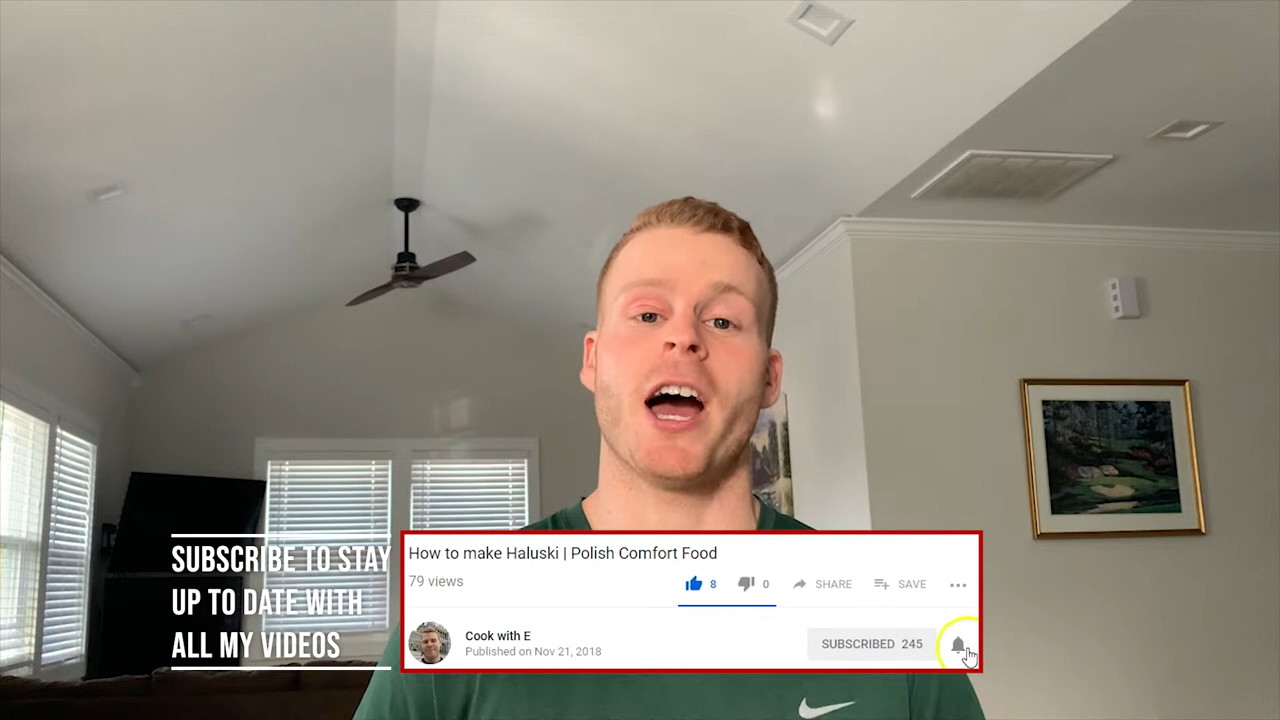 SUBSCRIBE TO STAY
UP TO DATE WITH
ALL MY VIDEOS
How to make Haluski | Polish Comfort Food
79 views
8 0 SHARE SAVE
Cook with E
Published on Nov 21, 2018
SUBSCRIBED 245